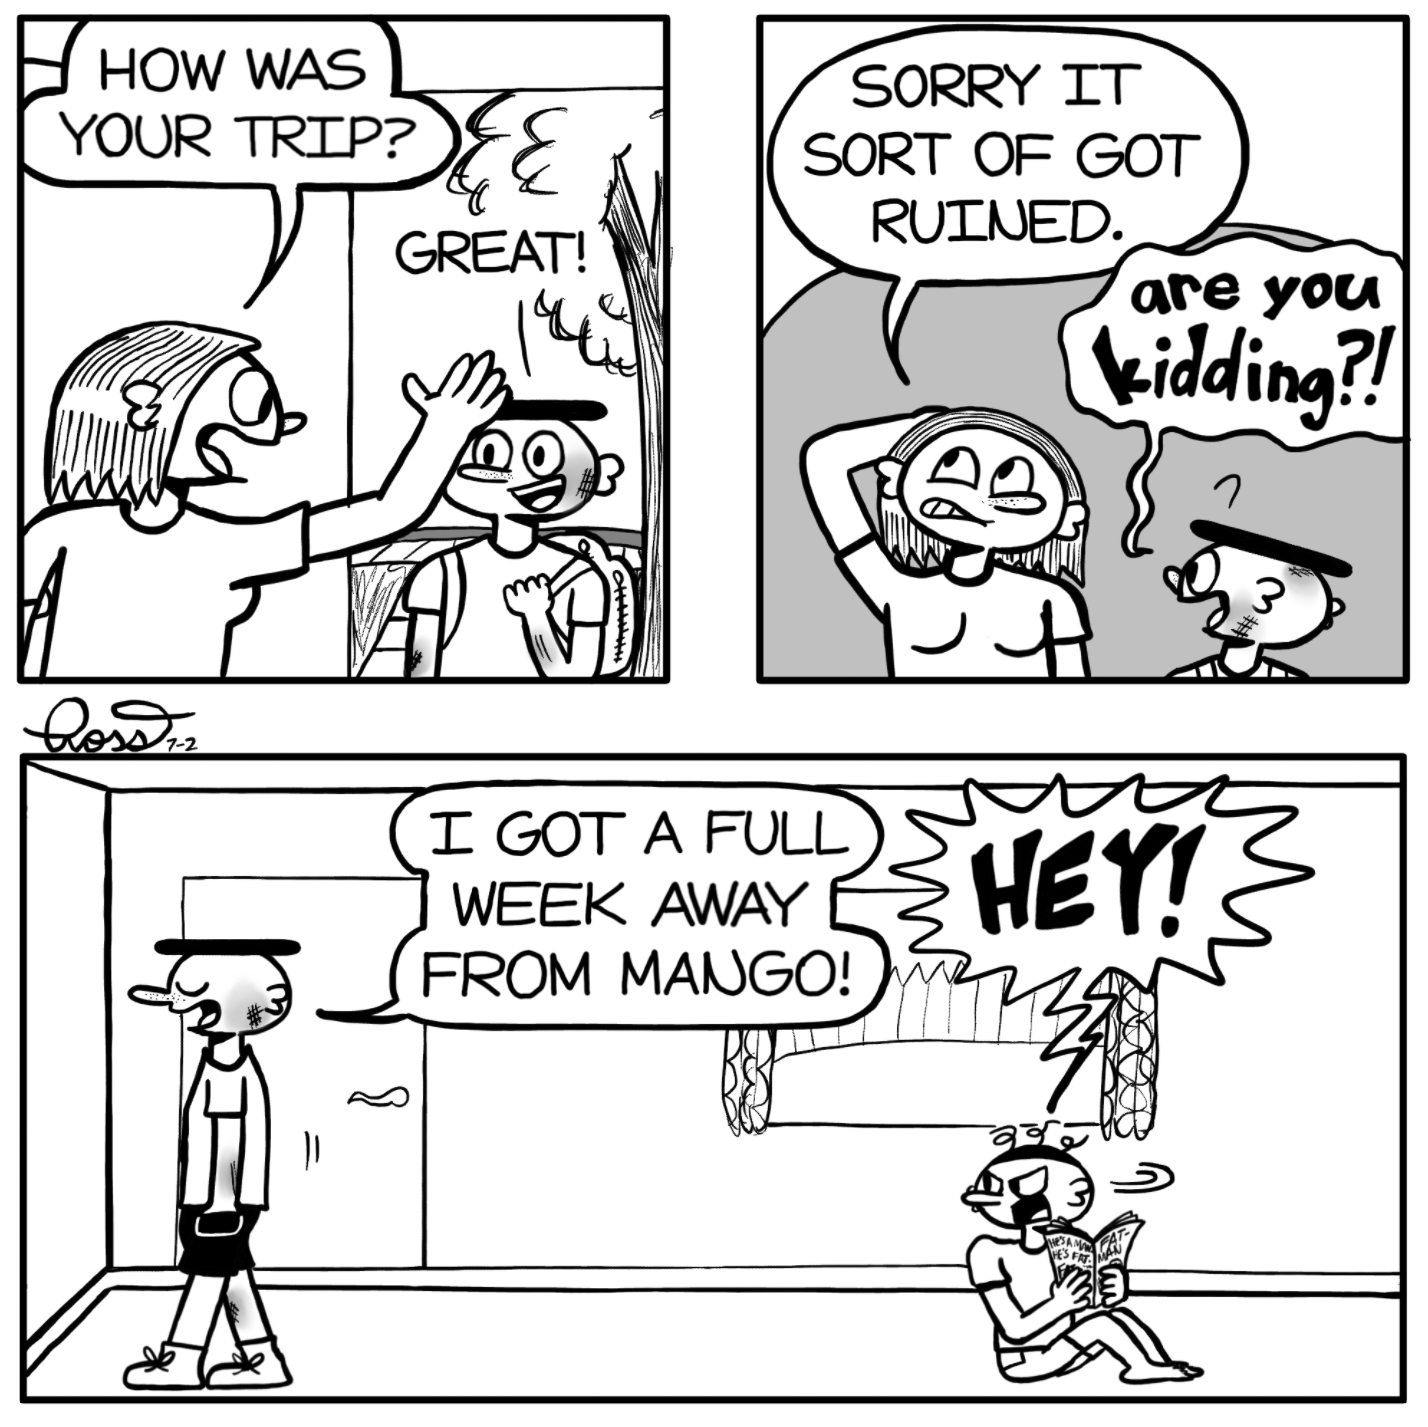 HOW WAS
YOUR TRIP?
GREAT!
SORRY IT
SORT OF GOT
RUINED.
are you
kidding?!
Ross 7-2
I GOT A FULL
WEEK AWAY
FROM MANGO!
HEY!
HE'S A
HE'S FAT-
FAT-
MAN